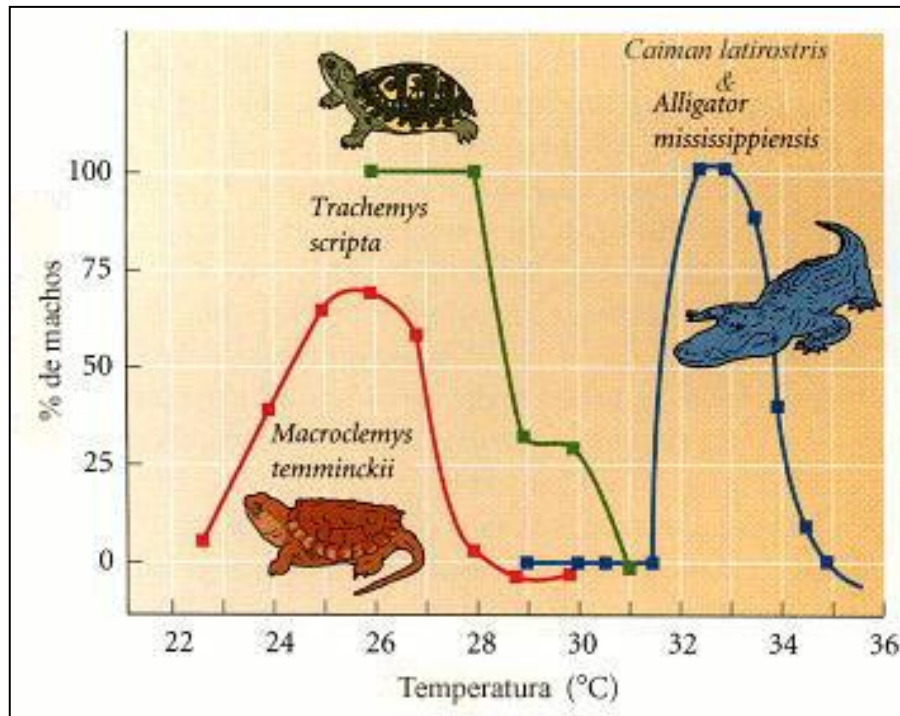 Caiman latirostris
&
Alligator
mississippiensis
Trachemys
scripta
Macroclemys
temminckii
% de machos
100
75
50
25
0
22 24 26 28 30 32 34 36
Temperatura (°C)